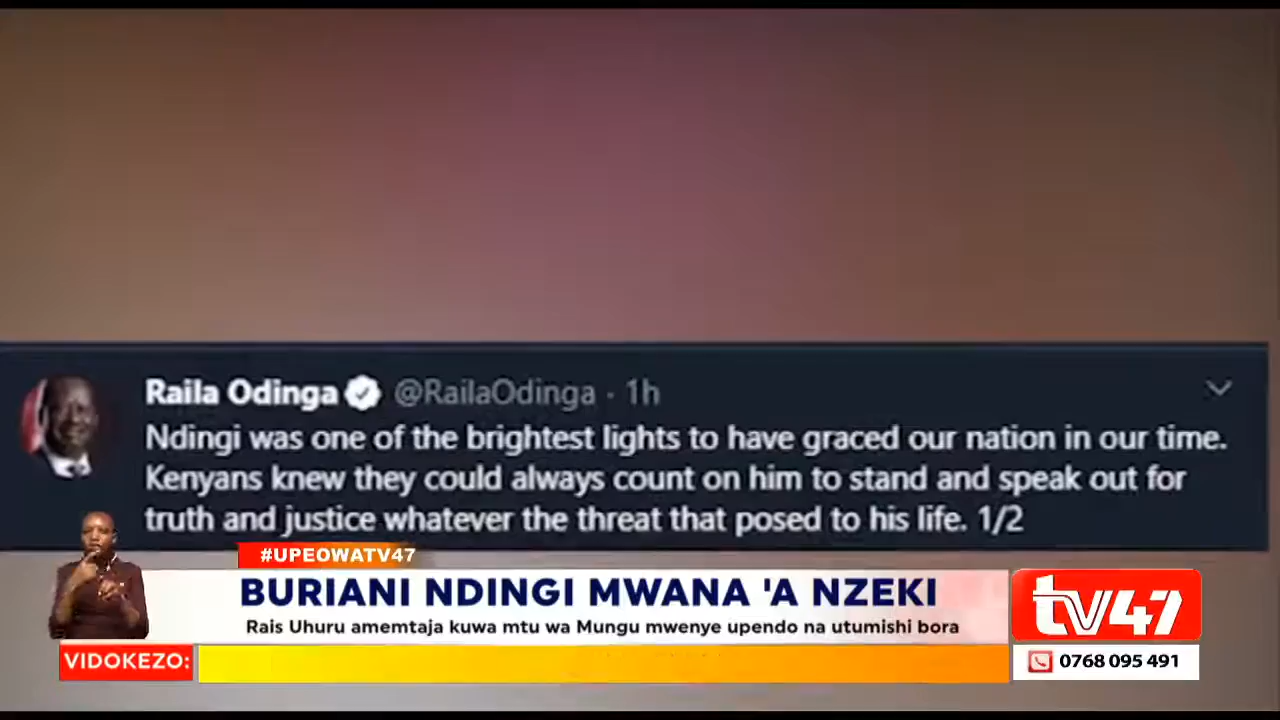 Raila Odinga @RailaOdinga · 1h
Ndingi was one of the brightest lights to have graced our nation in our time.
Kenyans knew they could always count on him to stand and speak out for
truth and justice whatever the threat that posed to his life. 1/2
#UPEOWATV47
BURIANI NDINGI MWANA 'A NZEKI
Rais Uhuru amemtaja kuwa mtu wa Mungu mwenye upendo na utumishi bora
tv47
VIDOKEZO:
0768 095 491